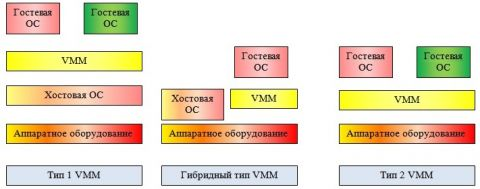 Гостевая
ОС
Гостевая
ОС
VMM
Хостовая ОС
Аппаратное оборудование
Тип 1 VMM
Гостевая
ОС
Хостовая
ОС
VMM
Аппаратное оборудование
Гибридный тип VMM
Гостевая
ОС
Гостевая
ОС
VMM
Аппаратное оборудование
Тип 2 VMM